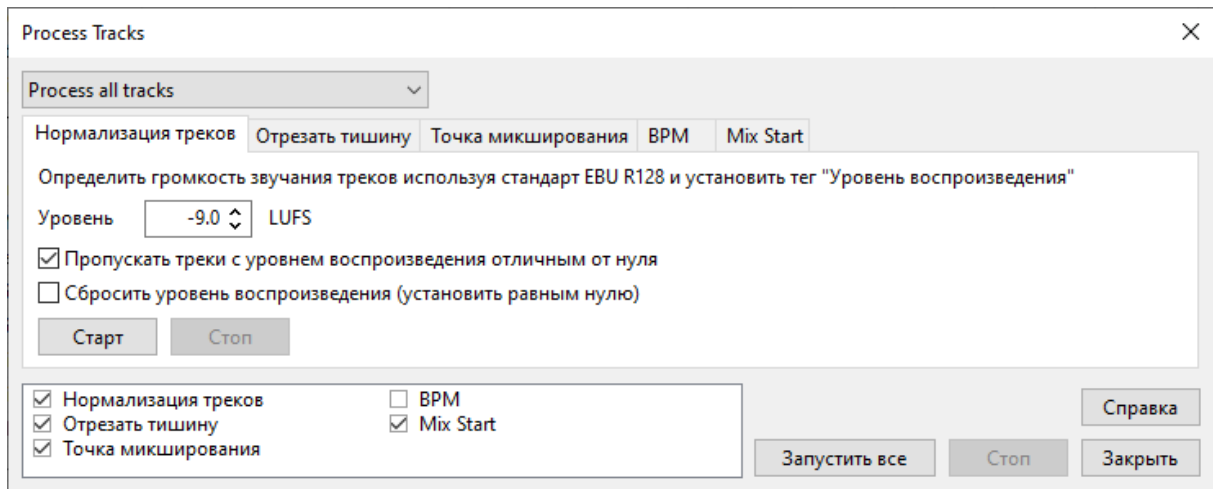 Process Tracks
Process all tracks
Нормализация треков Отрезать тишину Точка микширования BPM Mix Start
Определить громкость звучания треков используя стандарт EBU R128 и установить тег "Уровень воспроизведения"
Уровень -9.0 LUFS
Пропускать треки с уровнем воспроизведения отличным от нуля
Сбросить уровень воспроизведения (установить равным нулю)
Старт Стоп
Нормализация треков BPM
Отрезать тишину Mix Start
Точка микширования
Справка
Запустить все Стоп Закрыть